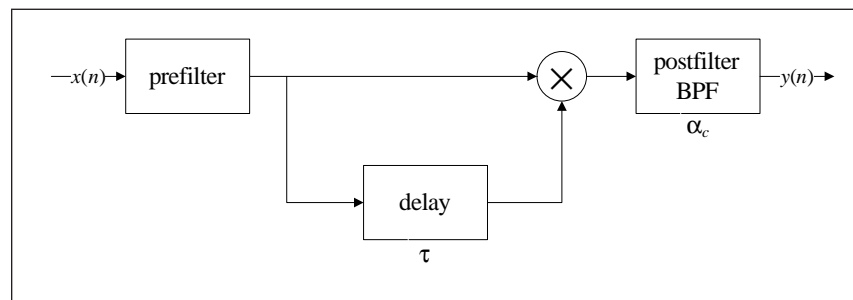 x(n)
prefilter
×
postfilter
BPF
y(n)
α_c
delay
τ